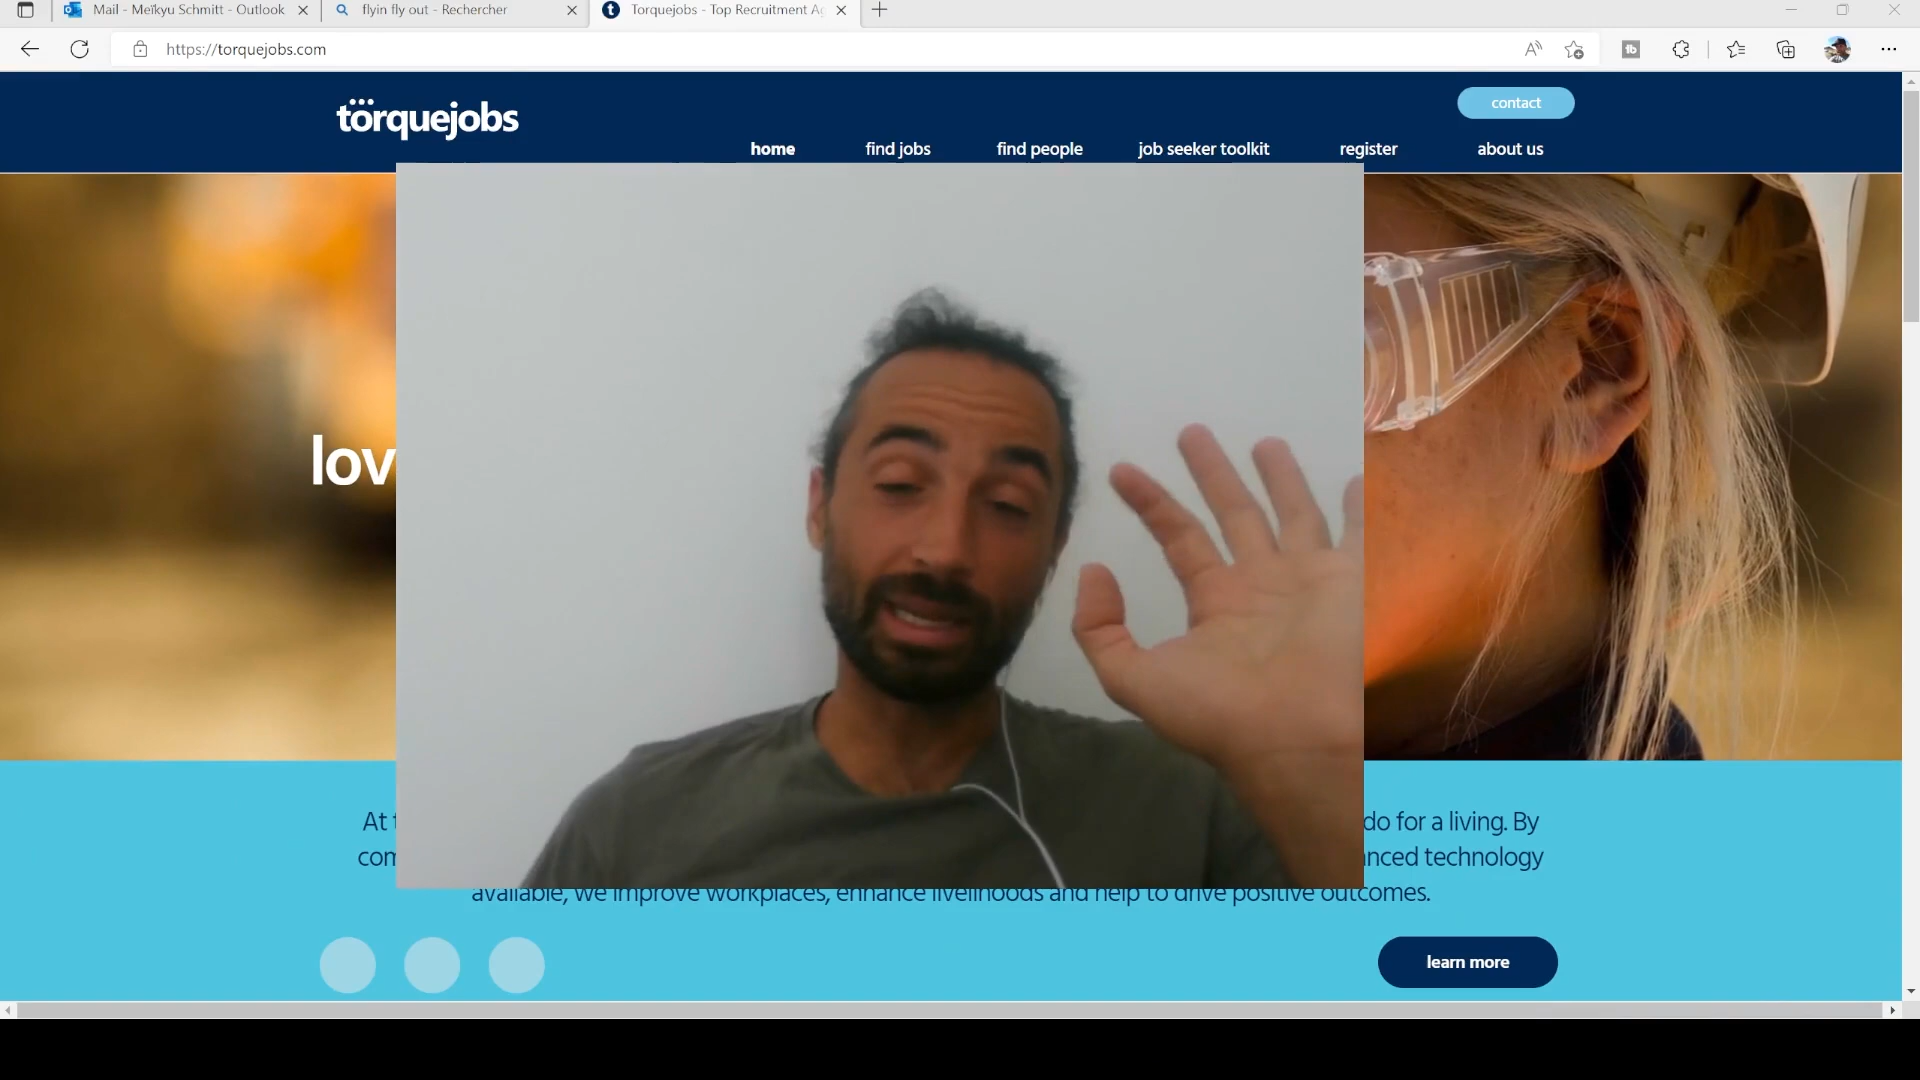 Mail - Meïkyu Schmitt - Outlook
flyin fly out - Rechercher
Torquejobs - Top Recruitment
https://torquejobs.com
törquejobs
contact
home
find jobs
find people
job seeker toolkit
register
about us
lov
At
do for a living. By
com
nced technology
available, we improve workplaces, enhance livelihoods and help to drive positive outcomes.
learn more